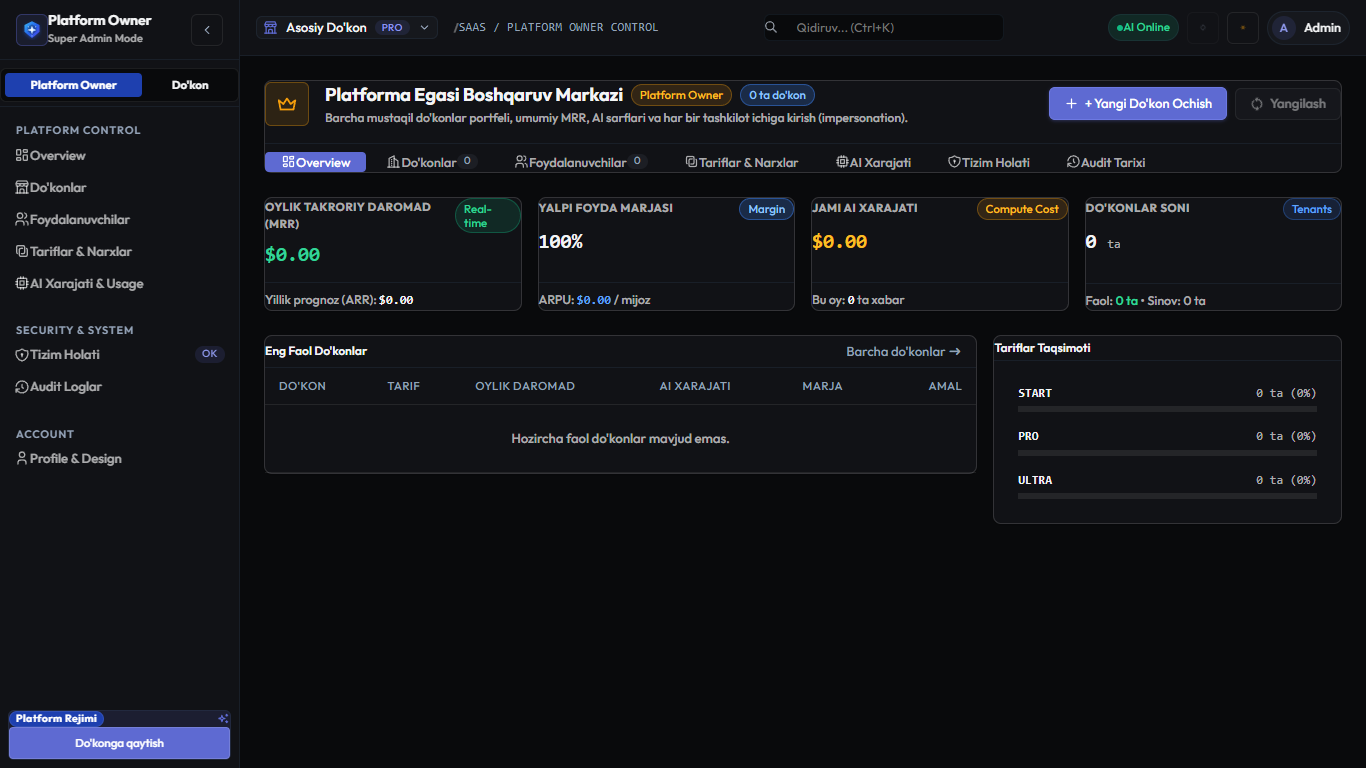 Platform Owner
Super Admin Mode
Platform Owner
Do'kon
PLATFORM CONTROL
Overview
Do'konlar
Foydalanuvchilar
Tariflar & Narxlar
AI Xarajati & Usage
SECURITY & SYSTEM
Tizim Holati
OK
Audit Loglar
ACCOUNT
Profile & Design
Platform Rejimi
Do'konga qaytish
Asosiy Do'kon
PRO
/SAAS / PLATFORM OWNER CONTROL
Qidiruv... (Ctrl+K)
AI Online
A
Admin
Platforma Egasi Boshqaruv Markazi
Platform Owner
0 ta do'kon
Barcha mustaqil do'konlar portfeli, umumiy MRR, AI sarflari va har bir tashkilot ichiga kirish (impersonation).
+ Yangi Do'kon Ochish
Yangilash
Overview
Do'konlar 0
Foydalanuvchilar 0
Tariflar & Narxlar
AI Xarajati
Tizim Holati
Audit Tarixi
OYLIK TAKRORIY DAROMAD
(MRR)
Real-
time
$0.00
Yillik prognoz (ARR): $0.00
YALPI FOYDA MARJASI
Margin
100%
ARPU: $0.00 / mijoz
JAMI AI XARAJATI
Compute Cost
$0.00
Bu oy: 0 ta xabar
DO'KONLAR SONI
Tenants
0 ta
Faol: 0 ta • Sinov: 0 ta
Eng Faol Do'konlar
Barcha do'konlar →
DO'KON TARIF OYLIK DAROMAD AI XARAJATI MARJA AMAL
Hozircha faol do'konlar mavjud emas.
Tariflar Taqsimoti
START 0 ta (0%)
PRO 0 ta (0%)
ULTRA 0 ta (0%)